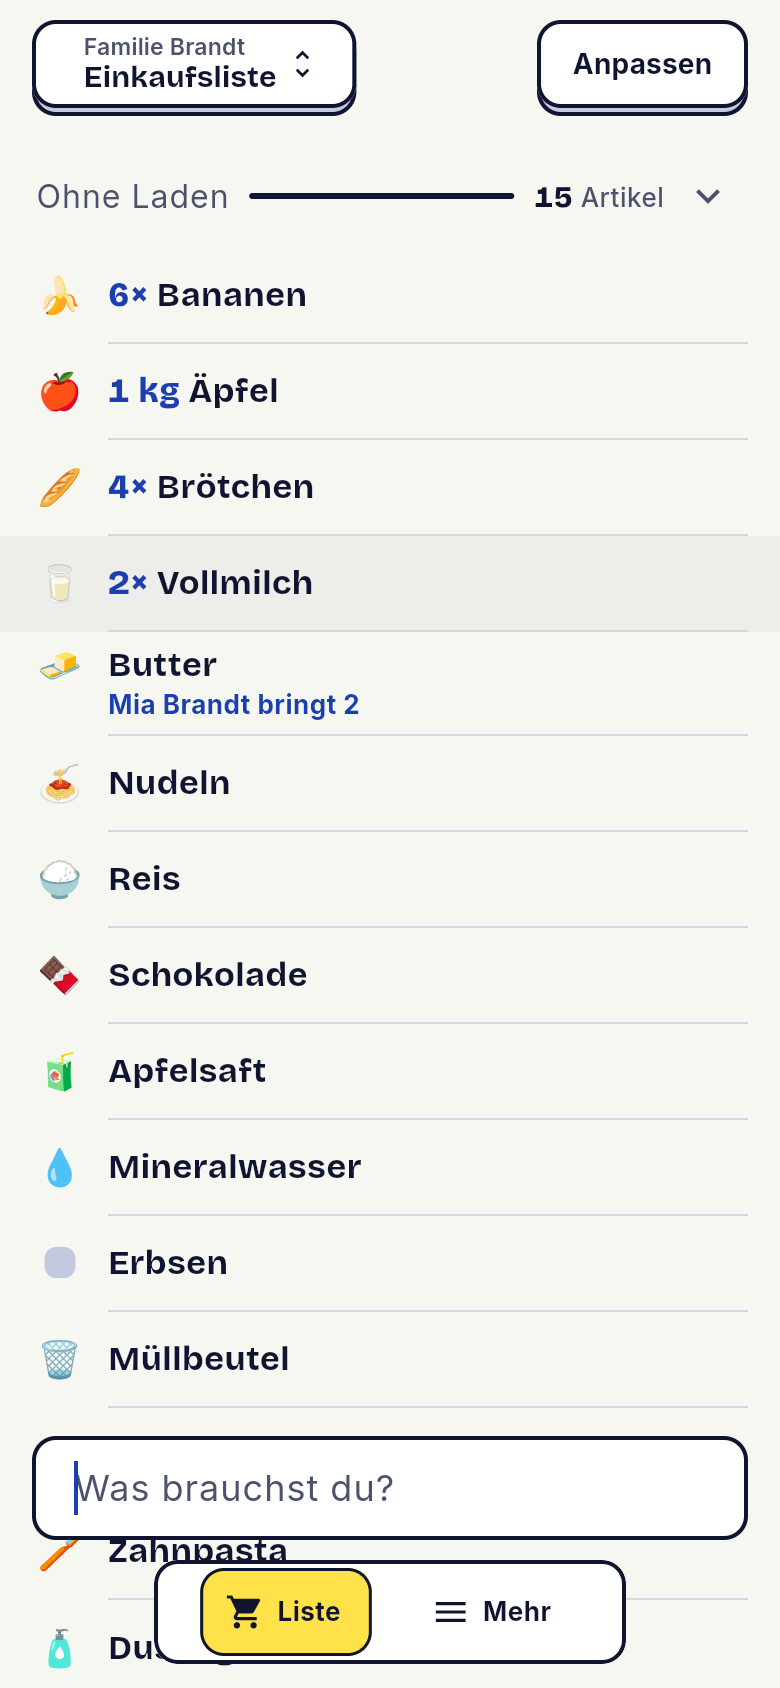 Familie Brandt
Einkaufsliste
Anpassen
Ohne Laden 15 Artikel
6× Bananen
1 kg Äpfel
4× Brötchen
2× Vollmilch
Butter
Mia Brandt bringt 2
Nudeln
Reis
Schokolade
Apfelsaft
Mineralwasser
Erbsen
Müllbeutel
Was brauchst du?
Zahnpasta
Liste
Mehr